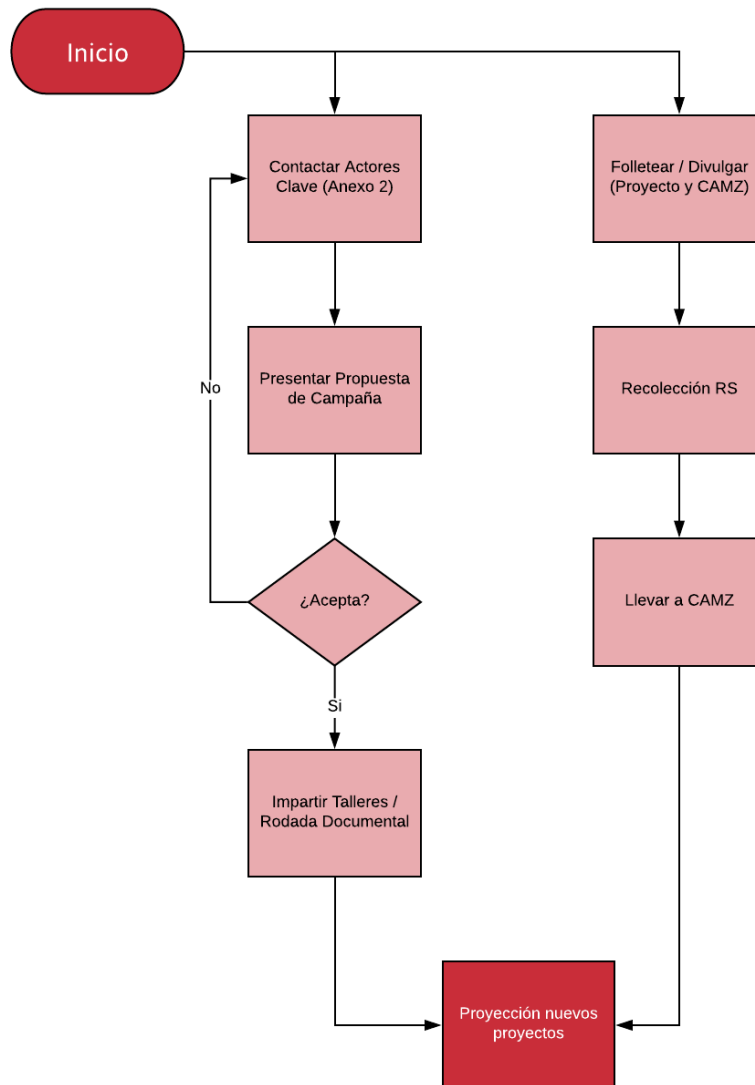 Inicio
Contactar Actores
Clave (Anexo 2)
Folletear / Divulgar
(Proyecto y CAMZ)
Presentar Propuesta
de Campaña
Recolección RS
No
¿Acepta?
Llevar a CAMZ
Si
Impartir Talleres /
Rodada Documental
Proyección nuevos
proyectos